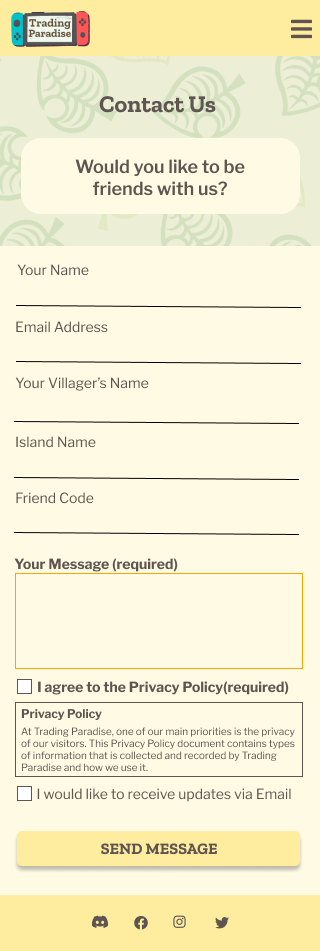 Trading
Paradise
Contact Us
Would you like to be
friends with us?
Your Name
Email Address
Your Villager's Name
Island Name
Friend Code
Your Message (required)
I agree to the Privacy Policy(required)
Privacy Policy
At Trading Paradise, one of our main priorities is the privacy
of our visitors. This Privacy Policy document contains types
of information that is collected and recorded by Trading
Paradise and how we use it.
I would like to receive updates via Email
SEND MESSAGE